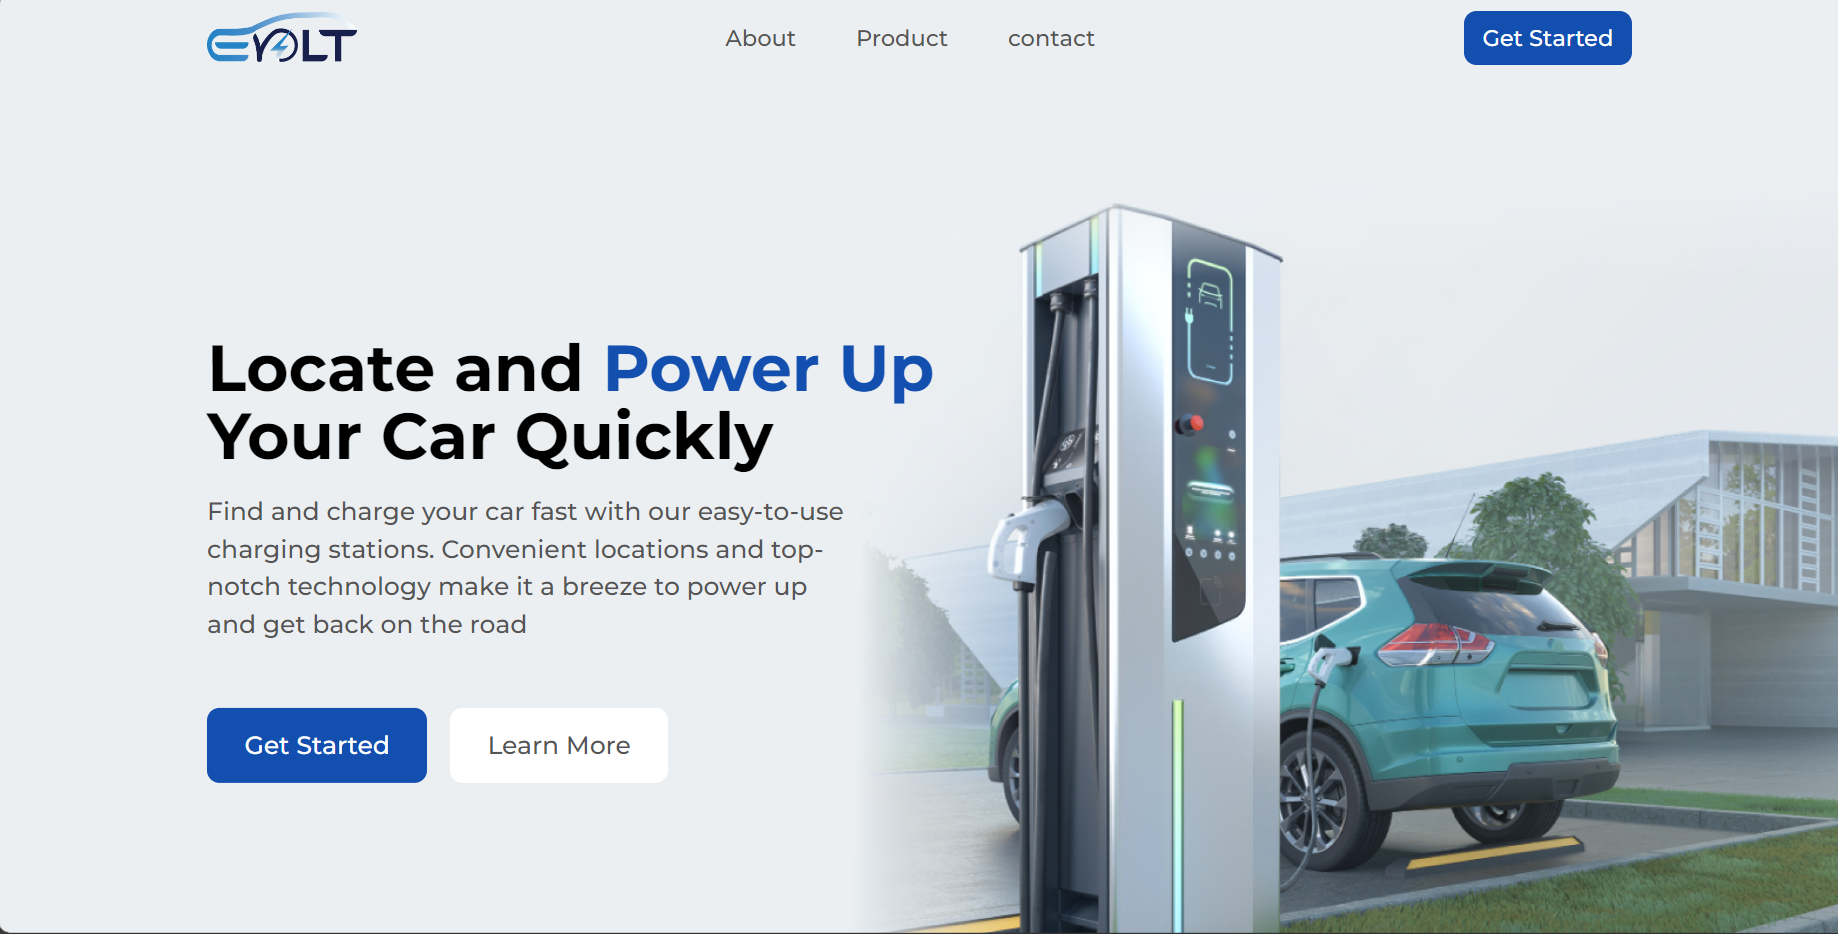 EVOLT
About Product contact
Get Started
Locate and Power Up
Your Car Quickly
Find and charge your car fast with our easy-to-use
charging stations. Convenient locations and top-
notch technology make it a breeze to power up
and get back on the road
Get Started
Learn More